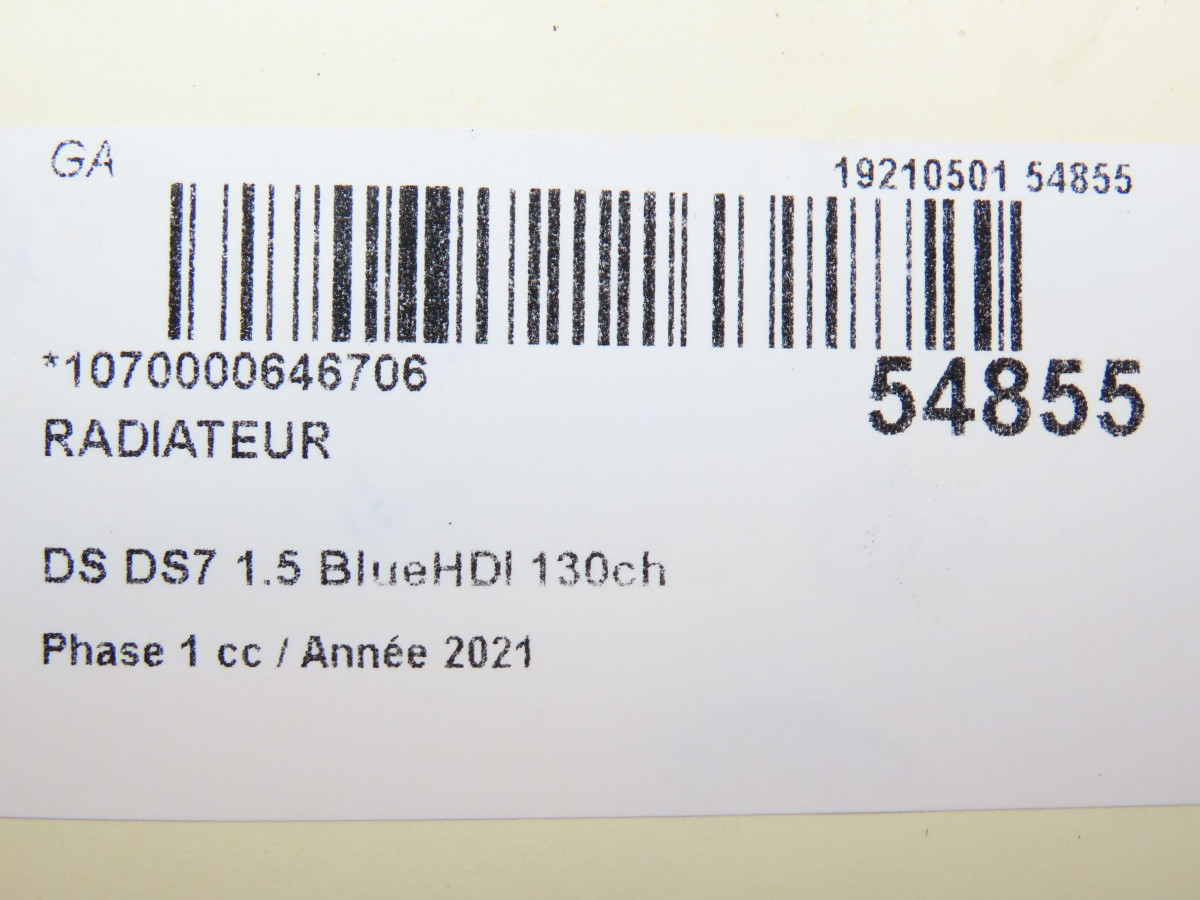 GA
19210501 54855
*1070000646706
54855
RADIATEUR
DS DS7 1.5 BlueHDI 130ch
Phase 1 cc / Année 2021